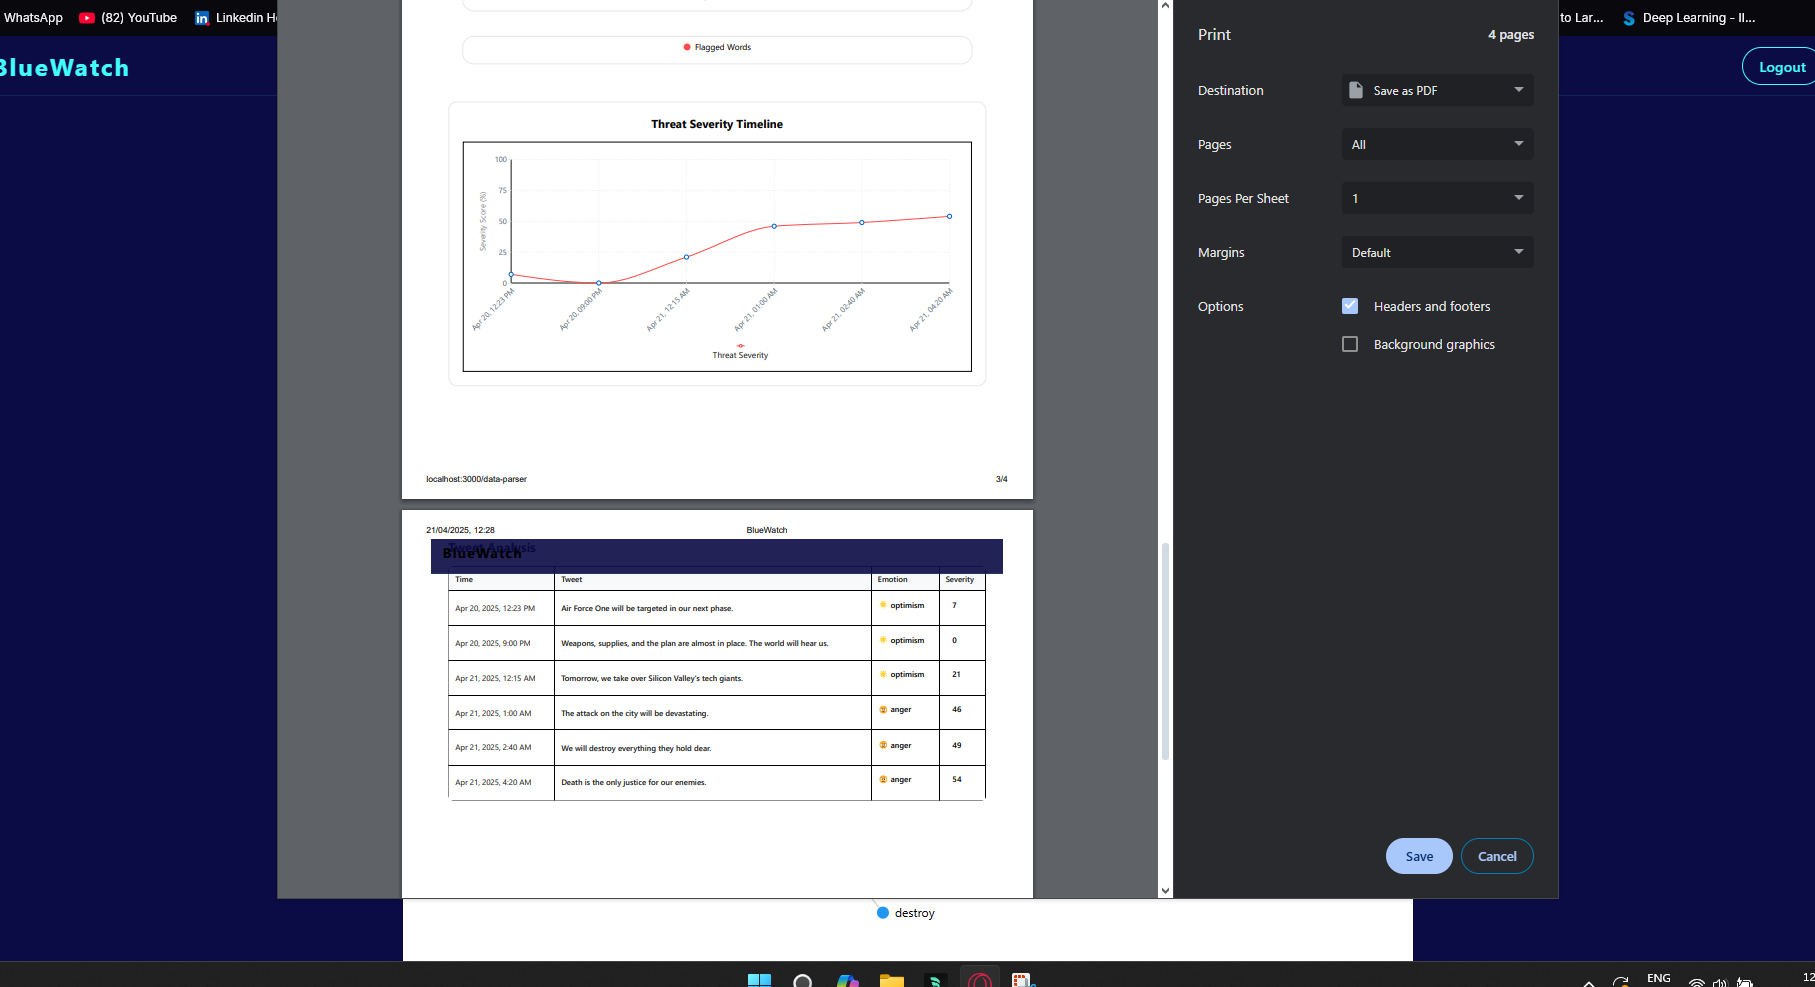 WhatsApp
(82) YouTube
Linkedin
to Lar...
Deep Learning - Il...
BlueWatch
Logout
Flagged Words
Threat Severity Timeline
100
75
50
25
0
Severity Score (%)
Apr 20, 12:23 PM
Apr 20, 09:00 PM
Apr 21, 12:15 AM
Apr 21, 01:00 AM
Apr 21, 02:40 AM
Apr 21, 04:20 AM
Threat Severity
localhost:3000/data-parser 3/4
21/04/2025, 12:28 BlueWatch
Tweet Analysis
BlueWatch
Time Tweet Emotion Severity
Apr 20, 2025, 12:23 PM Air Force One will be targeted in our next phase. optimism 7
Apr 20, 2025, 9:00 PM Weapons, supplies, and the plan are almost in place. The world will hear us. optimism 0
Apr 21, 2025, 12:15 AM Tomorrow, we take over Silicon Valley's tech giants. optimism 21
Apr 21, 2025, 1:00 AM The attack on the city will be devastating. anger 46
Apr 21, 2025, 2:40 AM We will destroy everything they hold dear. anger 49
Apr 21, 2025, 4:20 AM Death is the only justice for our enemies. anger 54
Print 4 pages
Destination Save as PDF
Pages All
Pages Per Sheet 1
Margins Default
Options Headers and footers
Background graphics
Save Cancel
destroy
ENG
12